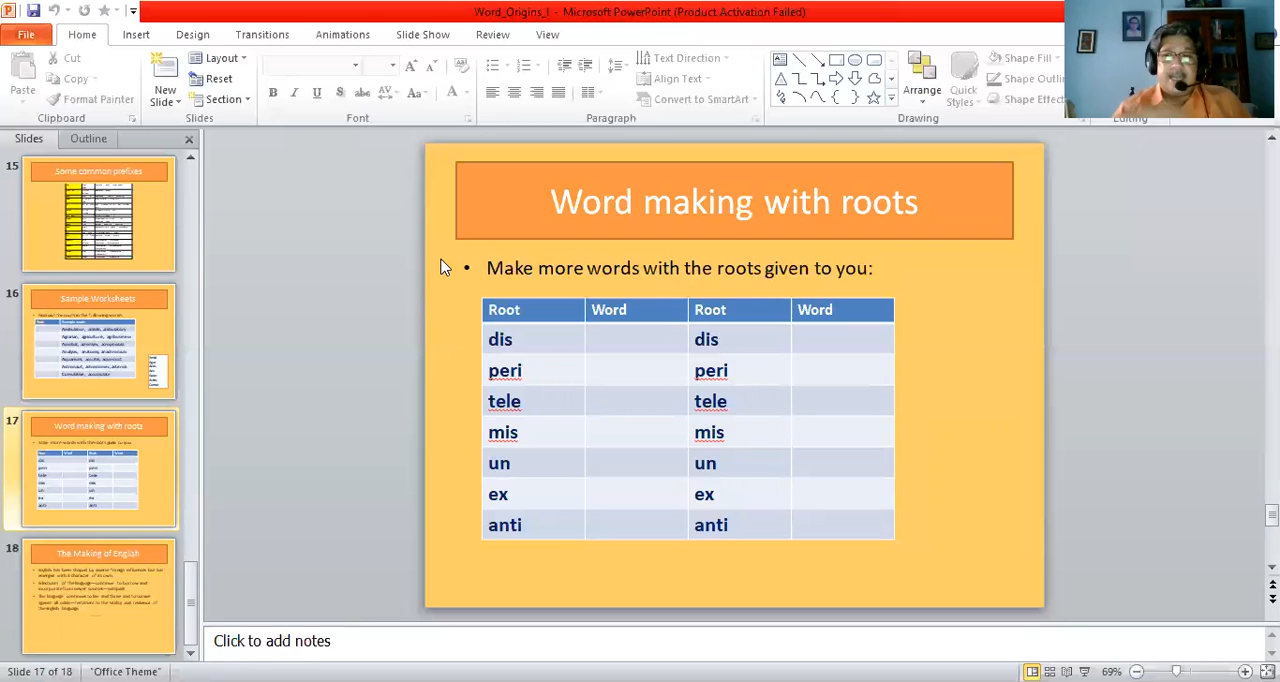 Word_Origins_I - Microsoft PowerPoint (Product Activation Failed)
File Home Insert Design Transitions Animations Slide Show Review View
Cut
Copy
Format Painter
Paste
Clipboard
New
Slide
Layout
Reset
Section
Slides
Font
Text Direction
Align Text
Convert to SmartArt
Paragraph
Arrange
Quick
Styles
Shape Fill
Shape Outli
Shape Effect
Drawing
Editing
Slides Outline
15
Some common prefixes
16
Sample Worksheets
17
Word making with roots
18
The Making of English
Word making with roots
• Make more words with the roots given to you:
Root Word Root Word
dis dis
peri peri
tele tele
mis mis
un un
ex ex
anti anti
Click to add notes
Slide 17 of 18 "Office Theme" 69%